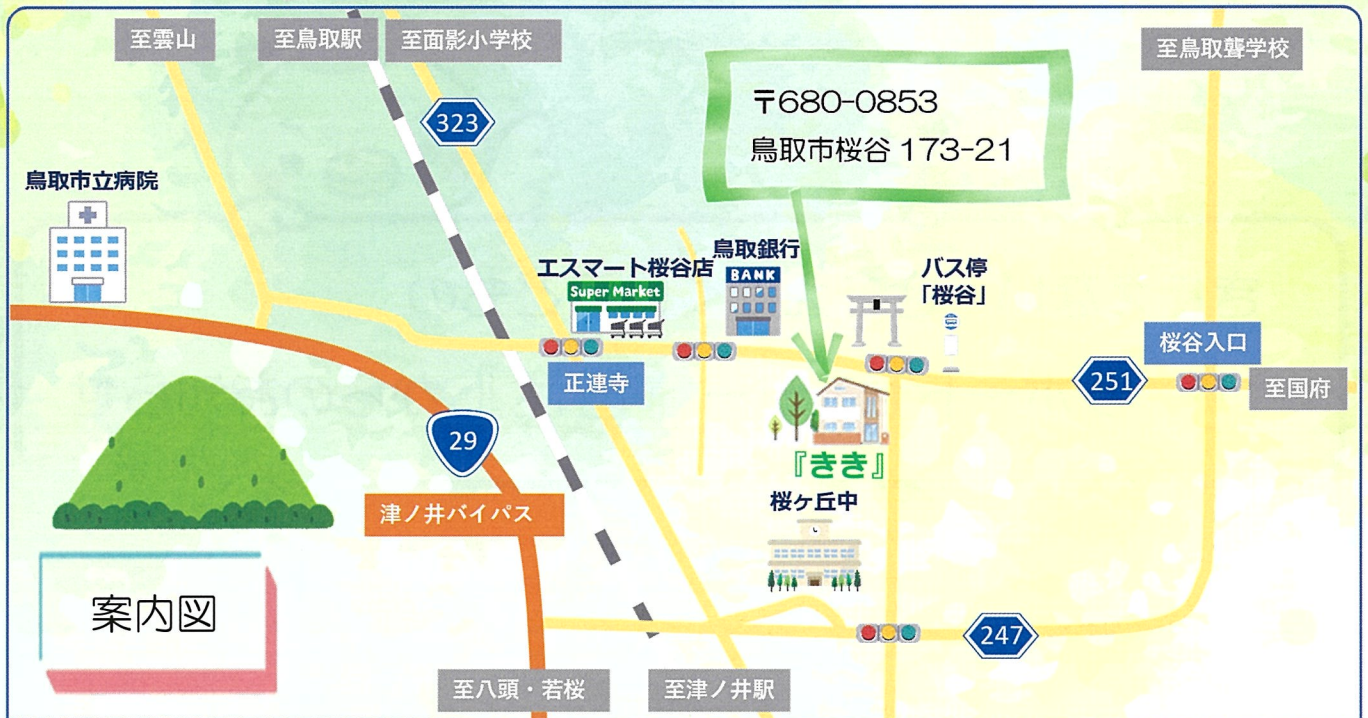 至雲山
至鳥取駅
至面影小学校
至鳥取聾学校
323
〒680-0853
鳥取市桜谷 173-21
鳥取市立病院
エスマート桜谷店
鳥取銀行
バス停
「桜谷」
Super Market
BANK
正連寺
桜谷入口
251
至国府
29
『きき』
桜ヶ丘中
津ノ井バイパス
案内図
247
至八頭・若桜
至津ノ井駅